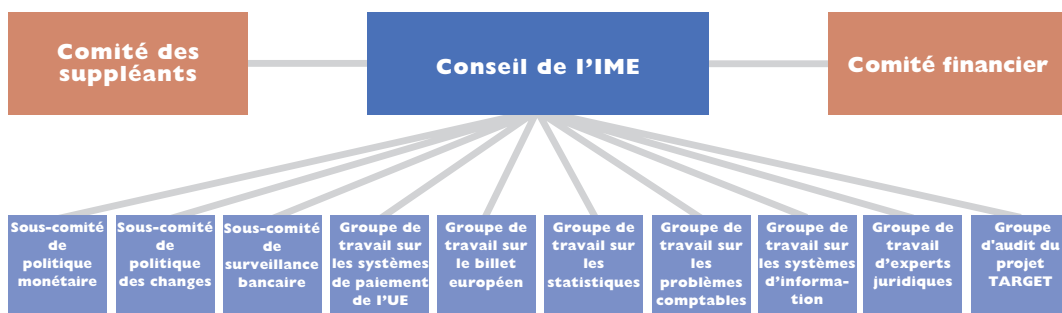 Comité des
suppléants
Conseil de l’IME
Comité financier
Sous-comité
de
politique
monétaire
Sous-comité
de
politique
des changes
Sous-comité
de
surveillance
bancaire
Groupe de
travail sur
les systèmes
de paiement
de l’UE
Groupe de
travail sur
le billet
européen
Groupe de
travail sur
les
statistiques
Groupe de
travail sur
les
problèmes
comptables
Groupe de
travail sur
les systèmes
d’informa-
tion
Groupe de
travail
d’experts
juridiques
Groupe
d'audit du
projet
TARGET